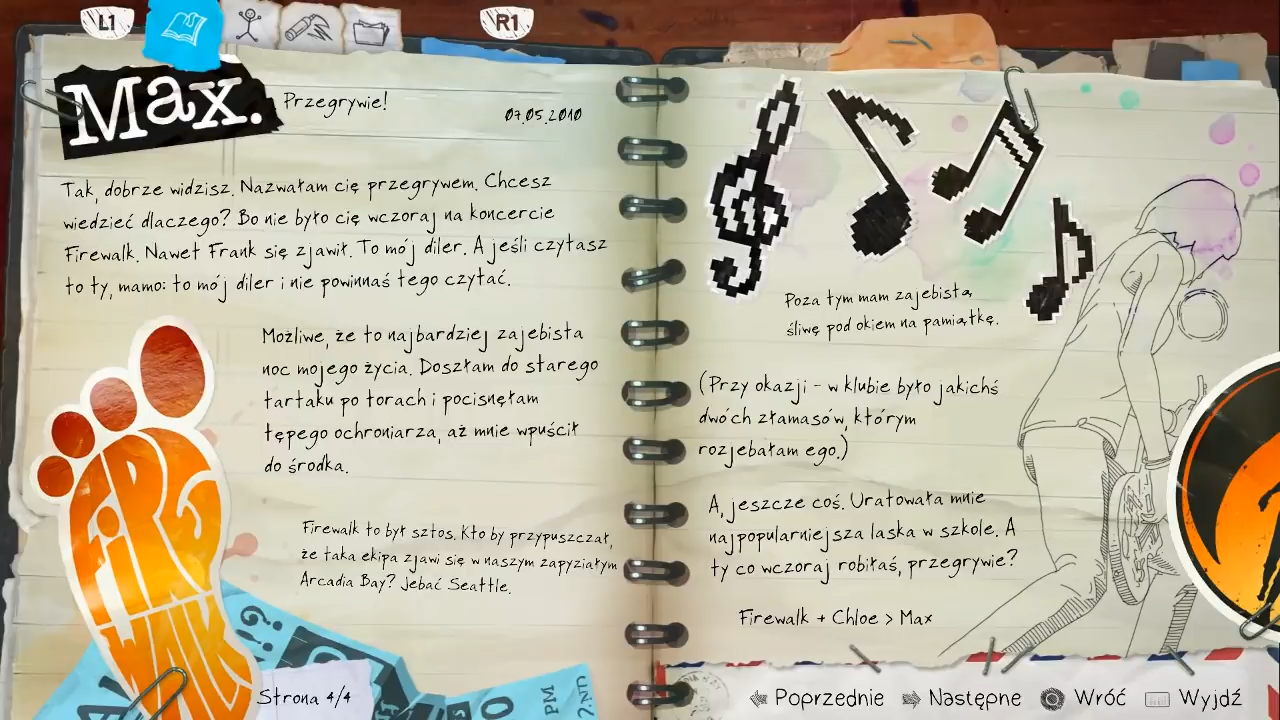 L1
R1
Max.
Przegrywie!
07.05.2010
Tak, dobrze widzisz. Nazwałam cię przegrywem. Chcesz
wiedzieć dlaczego? Bo nie było cię wczoraj na koncercie
Firewalk. Nawet Frank się zjawił. To mój diler. A jeśli czytasz
to ty, mamo: to mój diler i nie powinnaś tego czytać.
Możliwe, że to najbardziej zajebista
noc mojego życia. Doszłam do starego
tartaku po torach i pocisnęłam
tępego ochroniarza, aż mnie wpuścił
do środka.
Firewalk to był sztos. Kto by przypuszczał,
że taka ekipa zjawi się w naszym zapyziałym
Arcadia Bay? Jebać Seattle.
FIRE
WALK
PM
Strona 4/4
Poza tym mam zajebistą
śliwę pod okiem na pamiątkę.
(Przy okazji - w klubie było jakichś
dwóch złamasów, którym
rozjebałam ego.)
A, jeszcze coś. Uratowała mnie
najpopularniejsza laska w szkole. A
ty co wczoraj robiłaś, przegrywie?
Firewalk + Chloe > Max
Poprzednie Następne Wróć Wyjdź